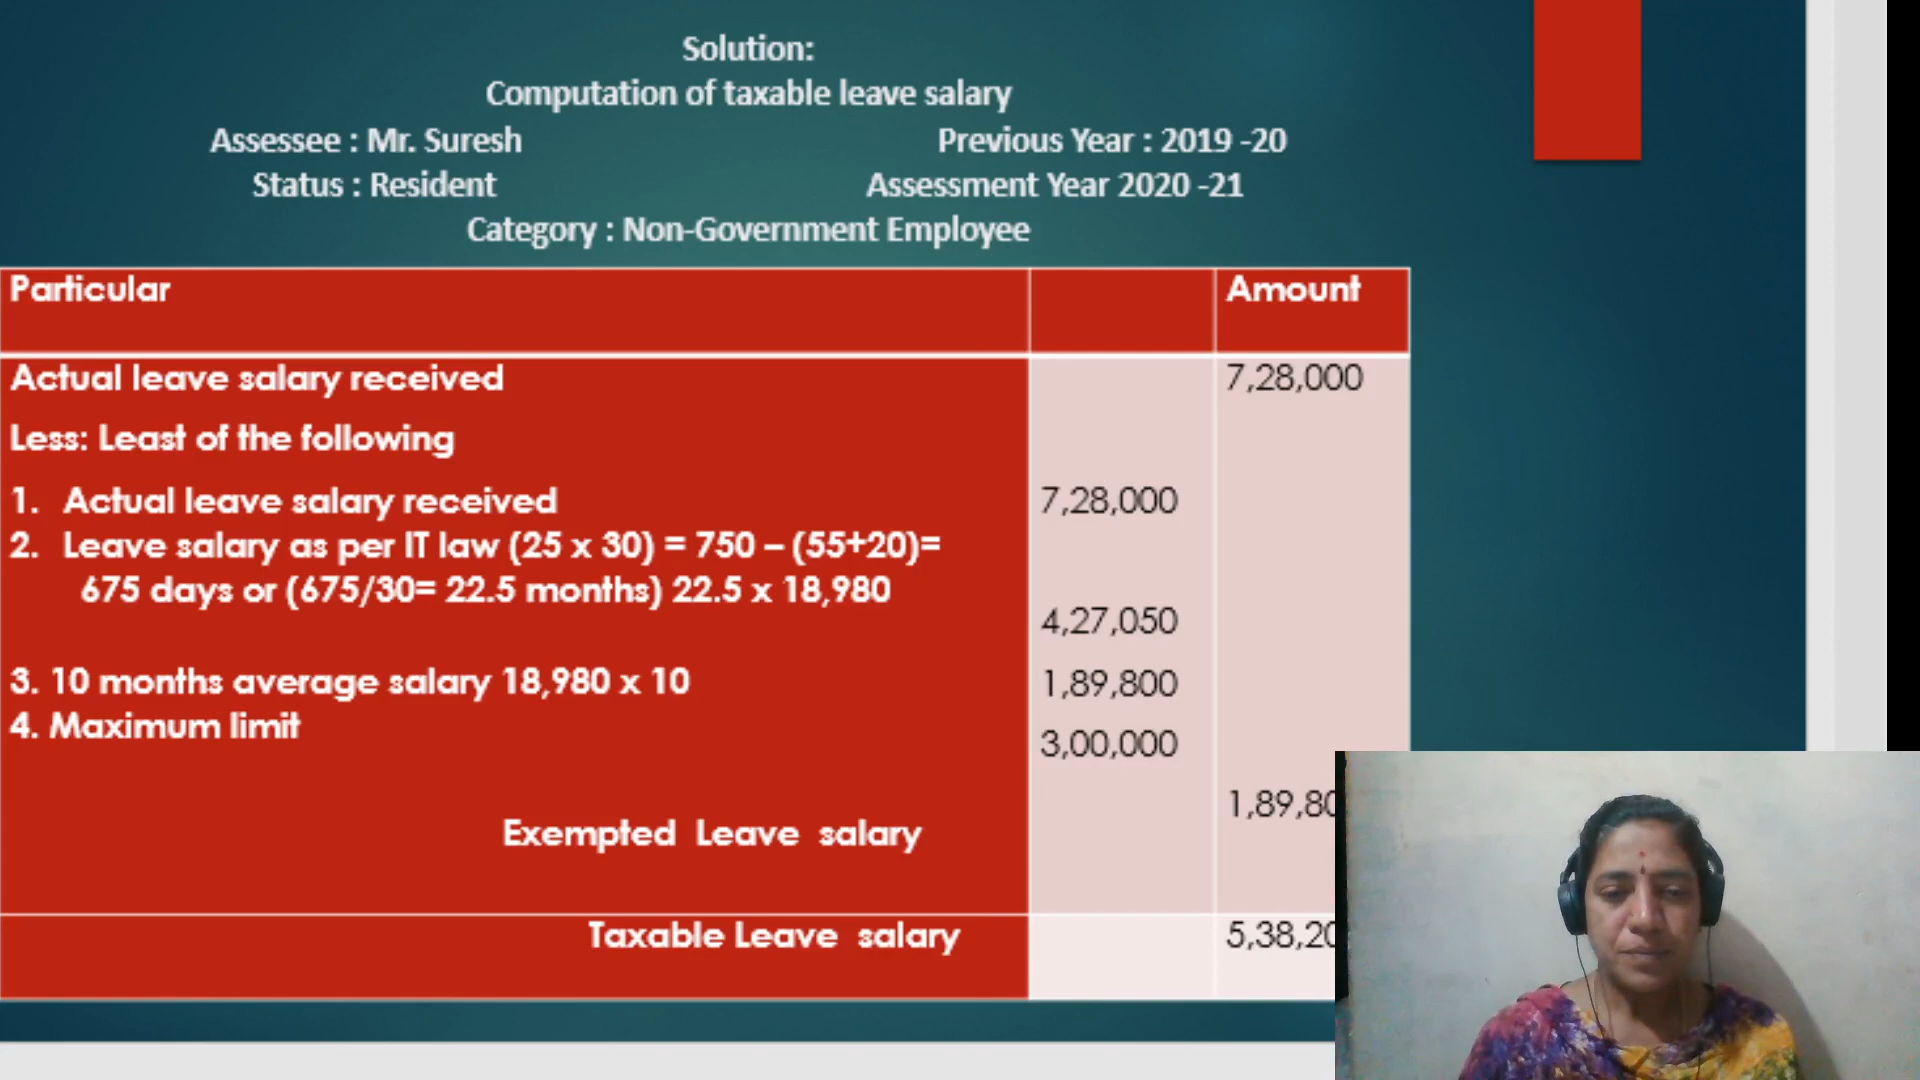 Solution:
Computation of taxable leave salary
Assessee : Mr. Suresh Previous Year : 2019 -20
Status : Resident Assessment Year 2020 -21
Category : Non-Government Employee
Particular Amount
Actual leave salary received 7,28,000
Less: Least of the following
1. Actual leave salary received 7,28,000
2. Leave salary as per IT law (25 x 30) = 750 – (55+20)=
675 days or (675/30= 22.5 months) 22.5 x 18,980
4,27,050
3. 10 months average salary 18,980 x 10 1,89,800
4. Maximum limit 3,00,000
Exempted Leave salary
Taxable Leave salary